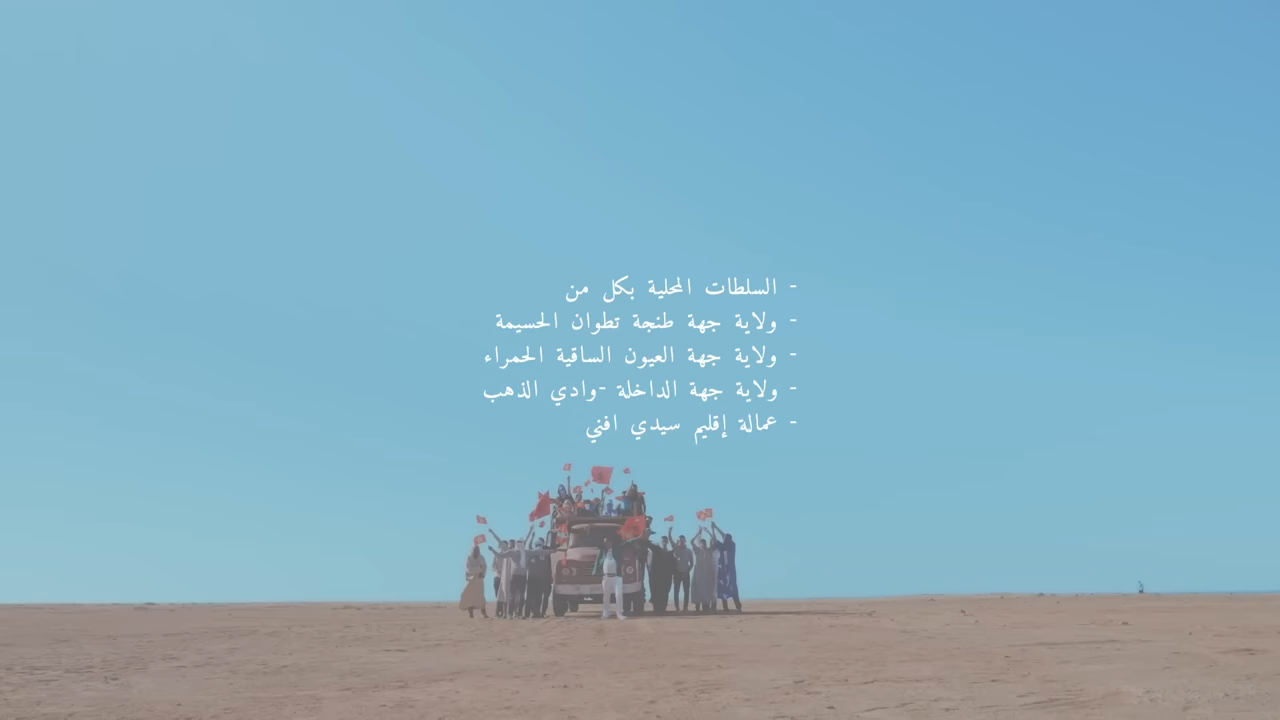 - السلطات المحلية بكل من
- ولاية جهة طنجة تطوان الحسيمة
- ولاية جهة العيون الساقية الحمراء
- ولاية جهة الداخلة -وادي الذهب
- عمالة إقليم سيدي افني